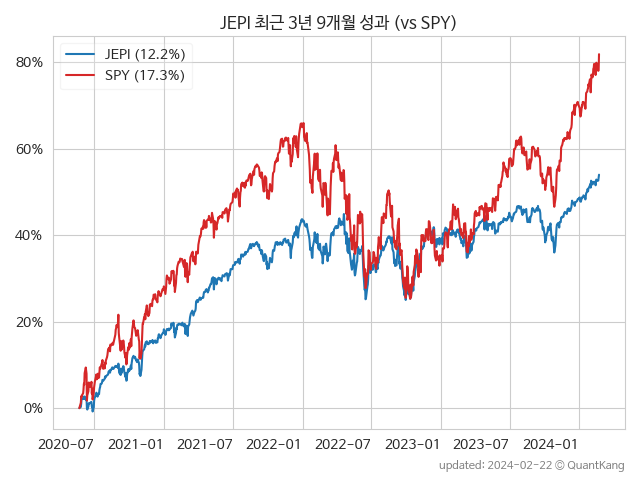 JEPI 최근 3년 9개월 성과 (vs SPY)
JEPI (12.2%)
SPY (17.3%)
80%
60%
40%
20%
0%
2020-07 2021-01 2021-07 2022-01 2022-07 2023-01 2023-07 2024-01
updated: 2024-02-22 © QuantKang